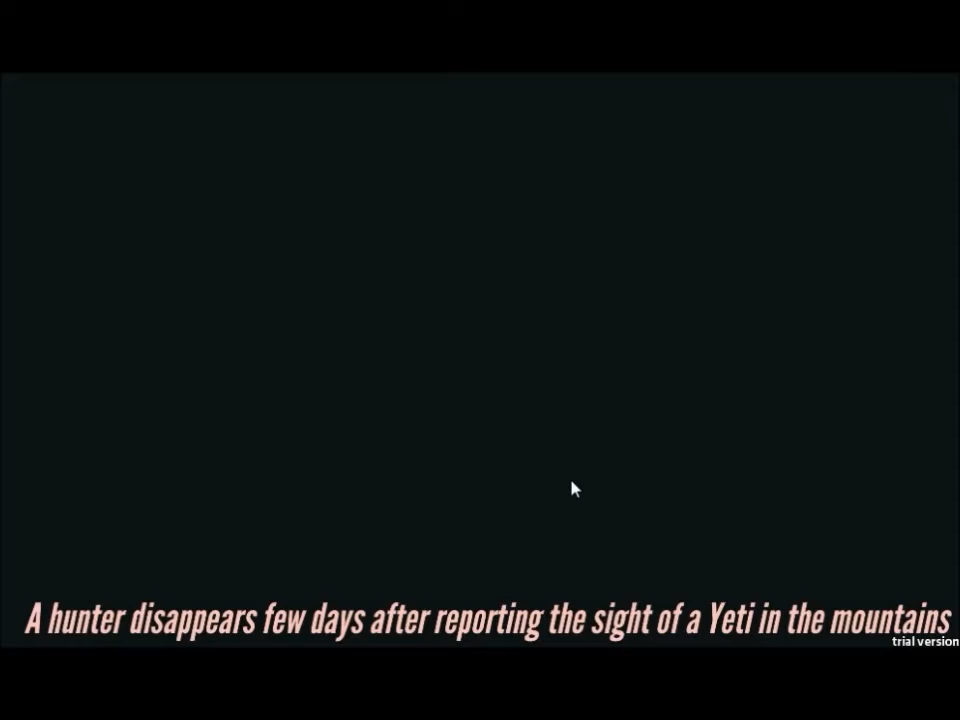 A hunter disappears few days after reporting the sight of a Yeti in the mountains
trial version